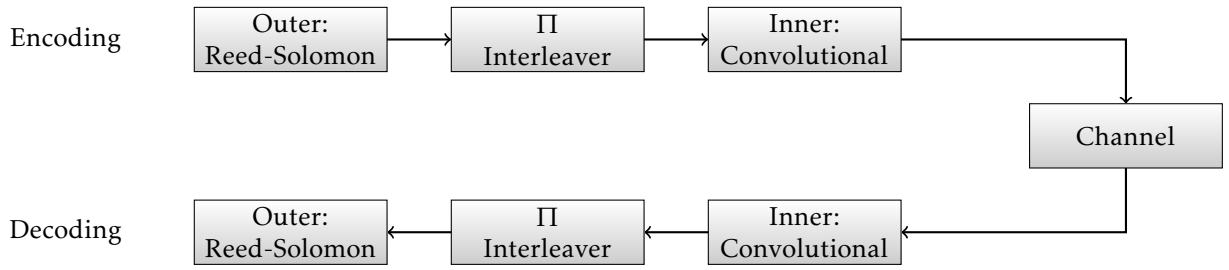 Encoding
Outer:
Reed-Solomon
Π
Interleaver
Inner:
Convolutional
Channel
Decoding
Outer:
Reed-Solomon
Π
Interleaver
Inner:
Convolutional